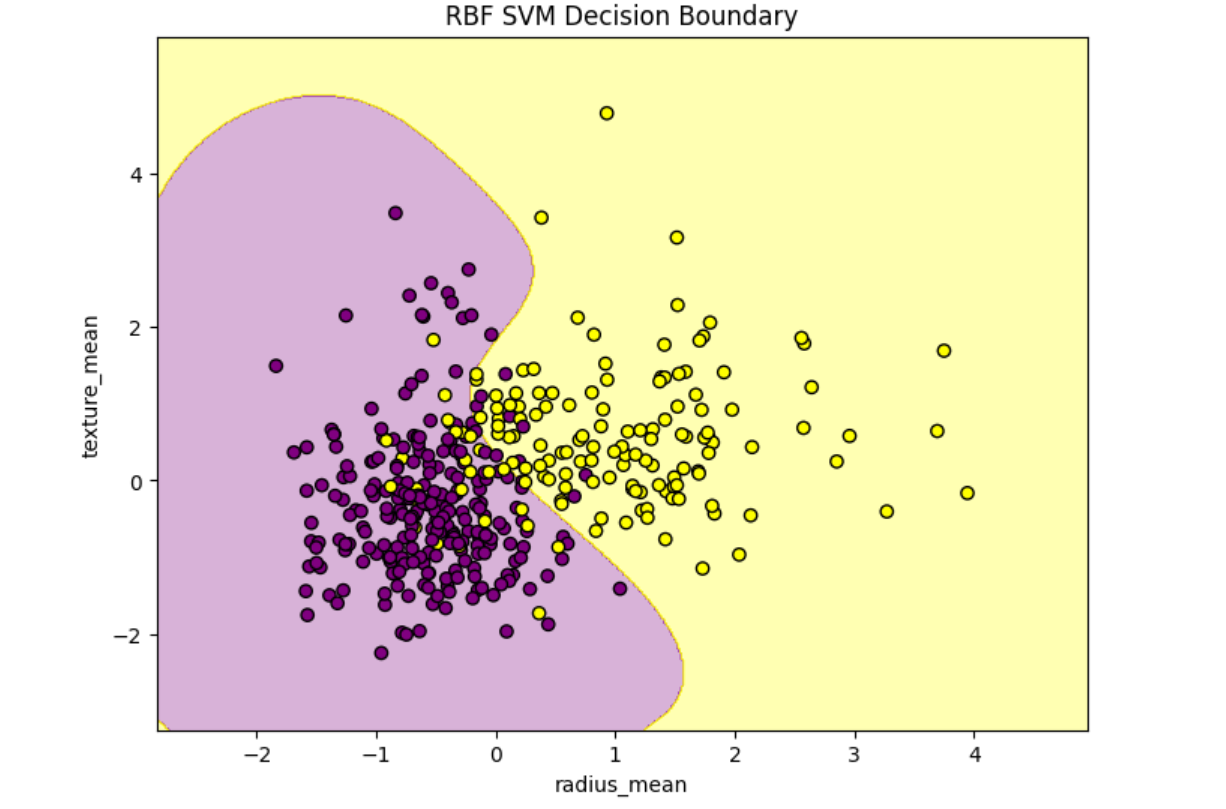 RBF SVM Decision Boundary
4
2
0
−2
texture_mean
−2 −1 0 1 2 3 4
radius_mean